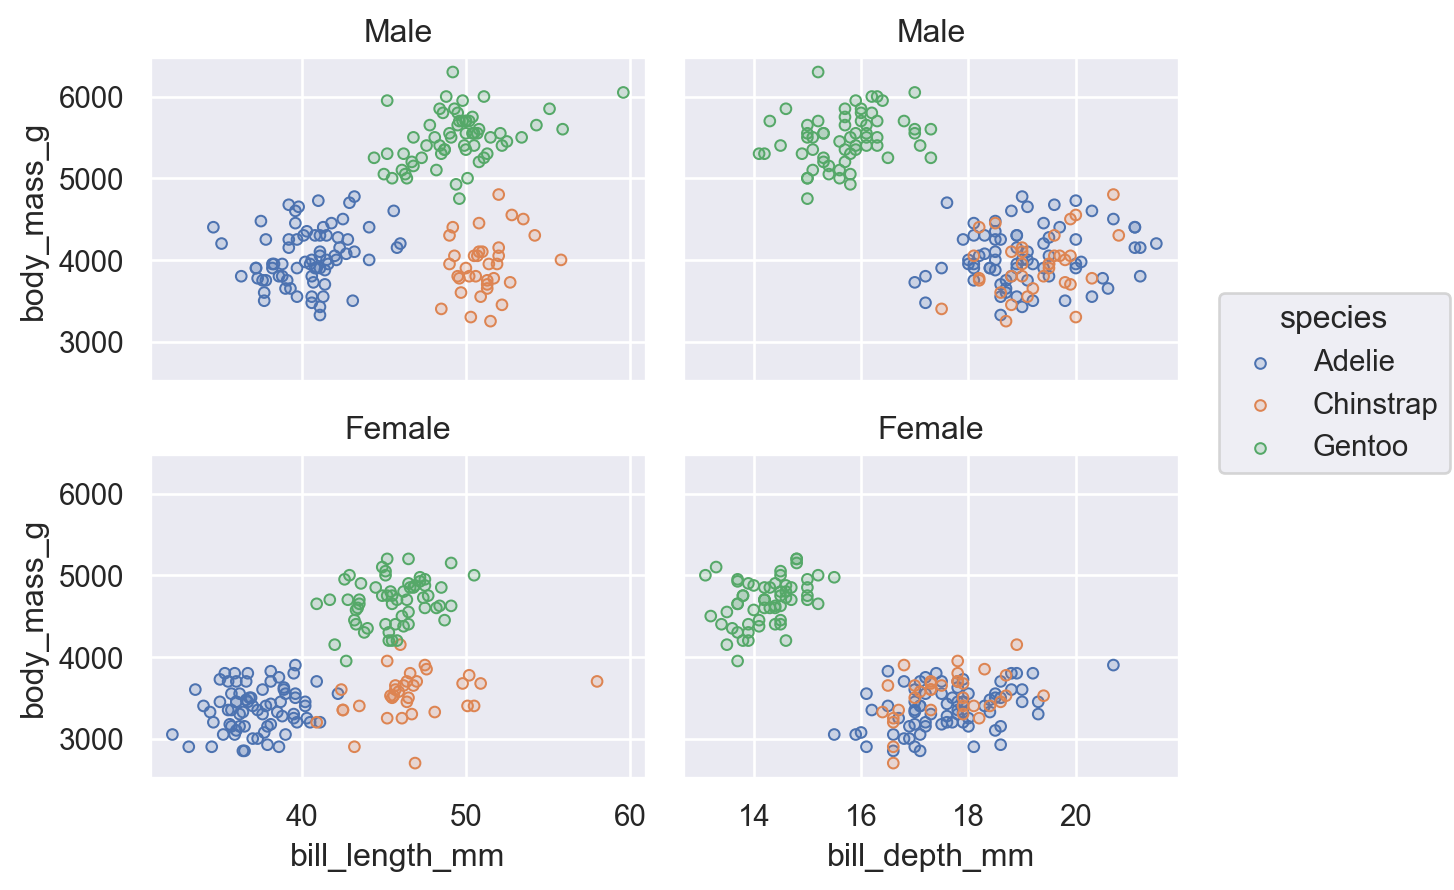 Male
Male
body_mass_g
6000
5000
4000
3000
species
Adelie
Chinstrap
Gentoo
Female
Female
body_mass_g
6000
5000
4000
3000
40 50 60
14 16 18 20
bill_length_mm
bill_depth_mm